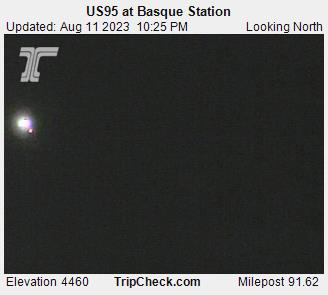 US95 at Basque Station
Updated: Aug 11 2023 10:25 PM Looking North
Elevation 4460 TripCheck.com Milepost 91.62